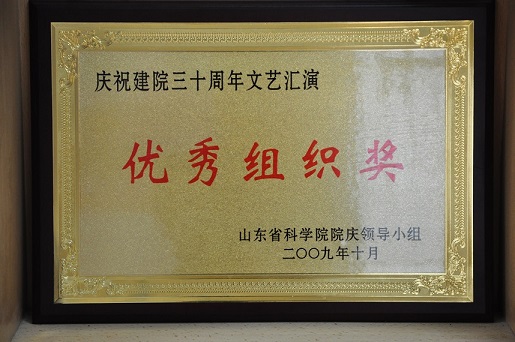 庆祝建院三十周年文艺汇演
优秀组织奖
山东省科学院院庆领导小组
二〇〇九年十月